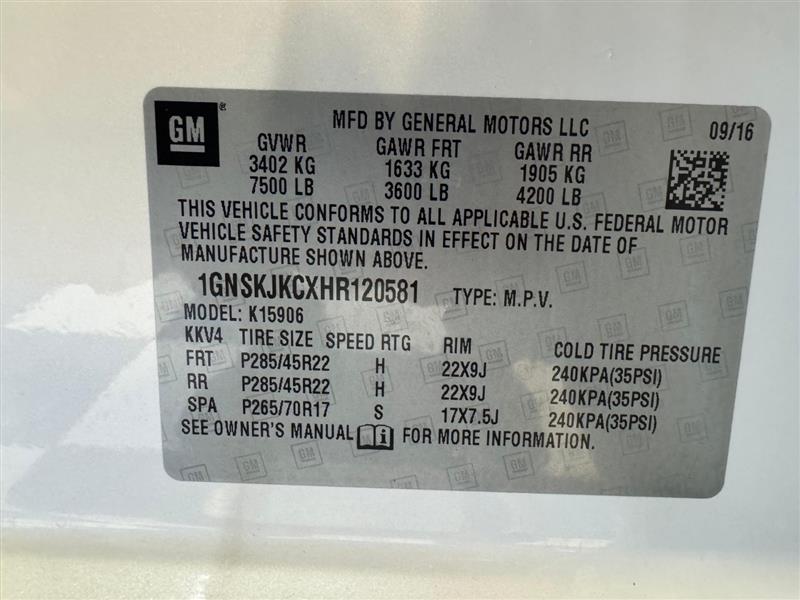 GM®
MFD BY GENERAL MOTORS LLC 09/16
GVWR GAWR FRT GAWR RR
3402 KG 1633 KG 1905 KG
7500 LB 3600 LB 4200 LB
THIS VEHICLE CONFORMS TO ALL APPLICABLE U.S. FEDERAL MOTOR
VEHICLE SAFETY STANDARDS IN EFFECT ON THE DATE OF
MANUFACTURE SHOWN ABOVE.
1GNSKJKCXHR120581 TYPE: M.P.V.
MODEL: K15906
KKV4 TIRE SIZE SPEED RTG RIM COLD TIRE PRESSURE
FRT P285/45R22 H 22X9J 240KPA(35PSI)
RR P285/45R22 H 22X9J 240KPA(35PSI)
SPA P265/70R17 S 17X7.5J 240KPA(35PSI)
SEE OWNER'S MANUAL i FOR MORE INFORMATION.